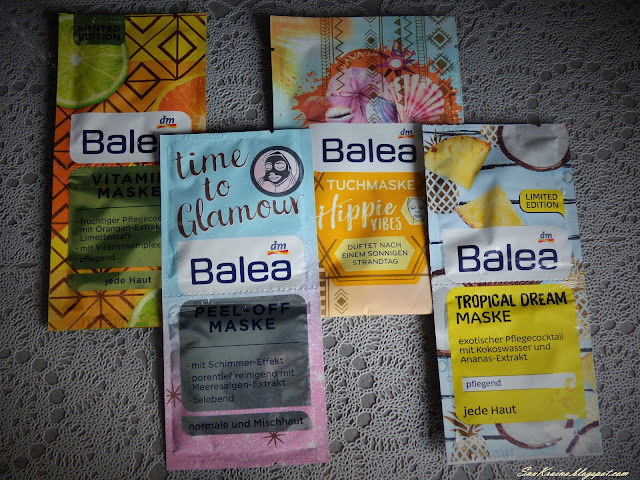 LIMITED
EDITION
dm
Balea
VITAMIN
MASKE
• fruchtiger Pflegecocktail
mit Orangen-Extrakt
Limettensaft
• mit Vitaminkomplex
• pflegend
jede Haut
time
to
Glamour
dm
Balea
PEEL-OFF
MASKE
• mit Schimmer-Effekt
• porentief reinigend mit
Meeresalgen-Extrakt
• belebend
normale und Mischhaut
dm
Balea
TUCHMASKE
Hippie
VIBES
DUFTET NACH
EINEM SONNIGEN
STRANDTAG
LIMITED
EDITION
dm
Balea
TROPICAL DREAM
MASKE
exotischer Pflegecocktail
mit Kokoswasser und
Ananas-Extrakt
pflegend
jede Haut
SnuKraina.blogspot.com